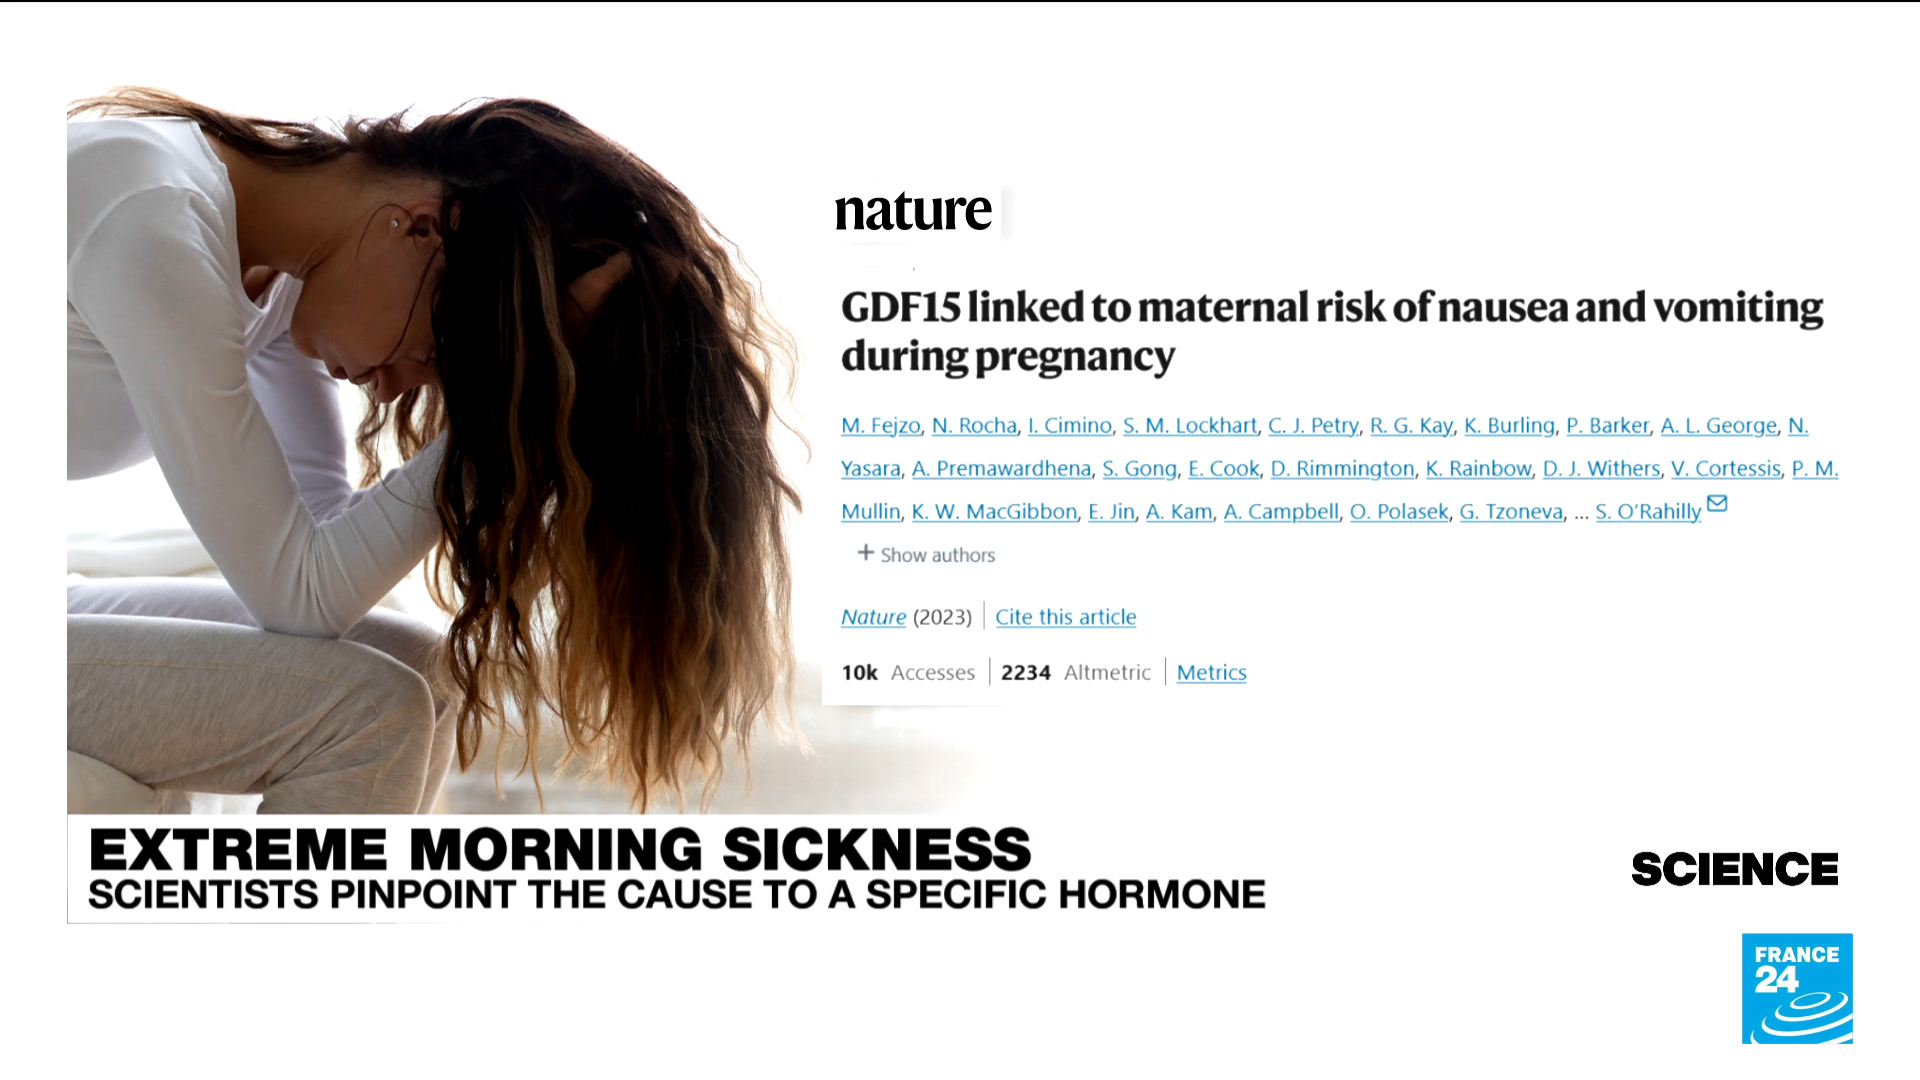 nature
GDF15 linked to maternal risk of nausea and vomiting
during pregnancy
M. Fejzo, N. Rocha, I. Cimino, S. M. Lockhart, C. J. Petry, R. G. Kay, K. Burling, P. Barker, A. L. George, N.
Yasara, A. Premawardhena, S. Gong, E. Cook, D. Rimmington, K. Rainbow, D. J. Withers, V. Cortessis, P. M.
Mullin, K. W. MacGibbon, E. Jin, A. Kam, A. Campbell, O. Polasek, G. Tzoneva, ... S. O'Rahilly
+ Show authors
Nature (2023) | Cite this article
10k Accesses | 2234 Altmetric | Metrics
EXTREME MORNING SICKNESS
SCIENTISTS PINPOINT THE CAUSE TO A SPECIFIC HORMONE
SCIENCE
FRANCE
24